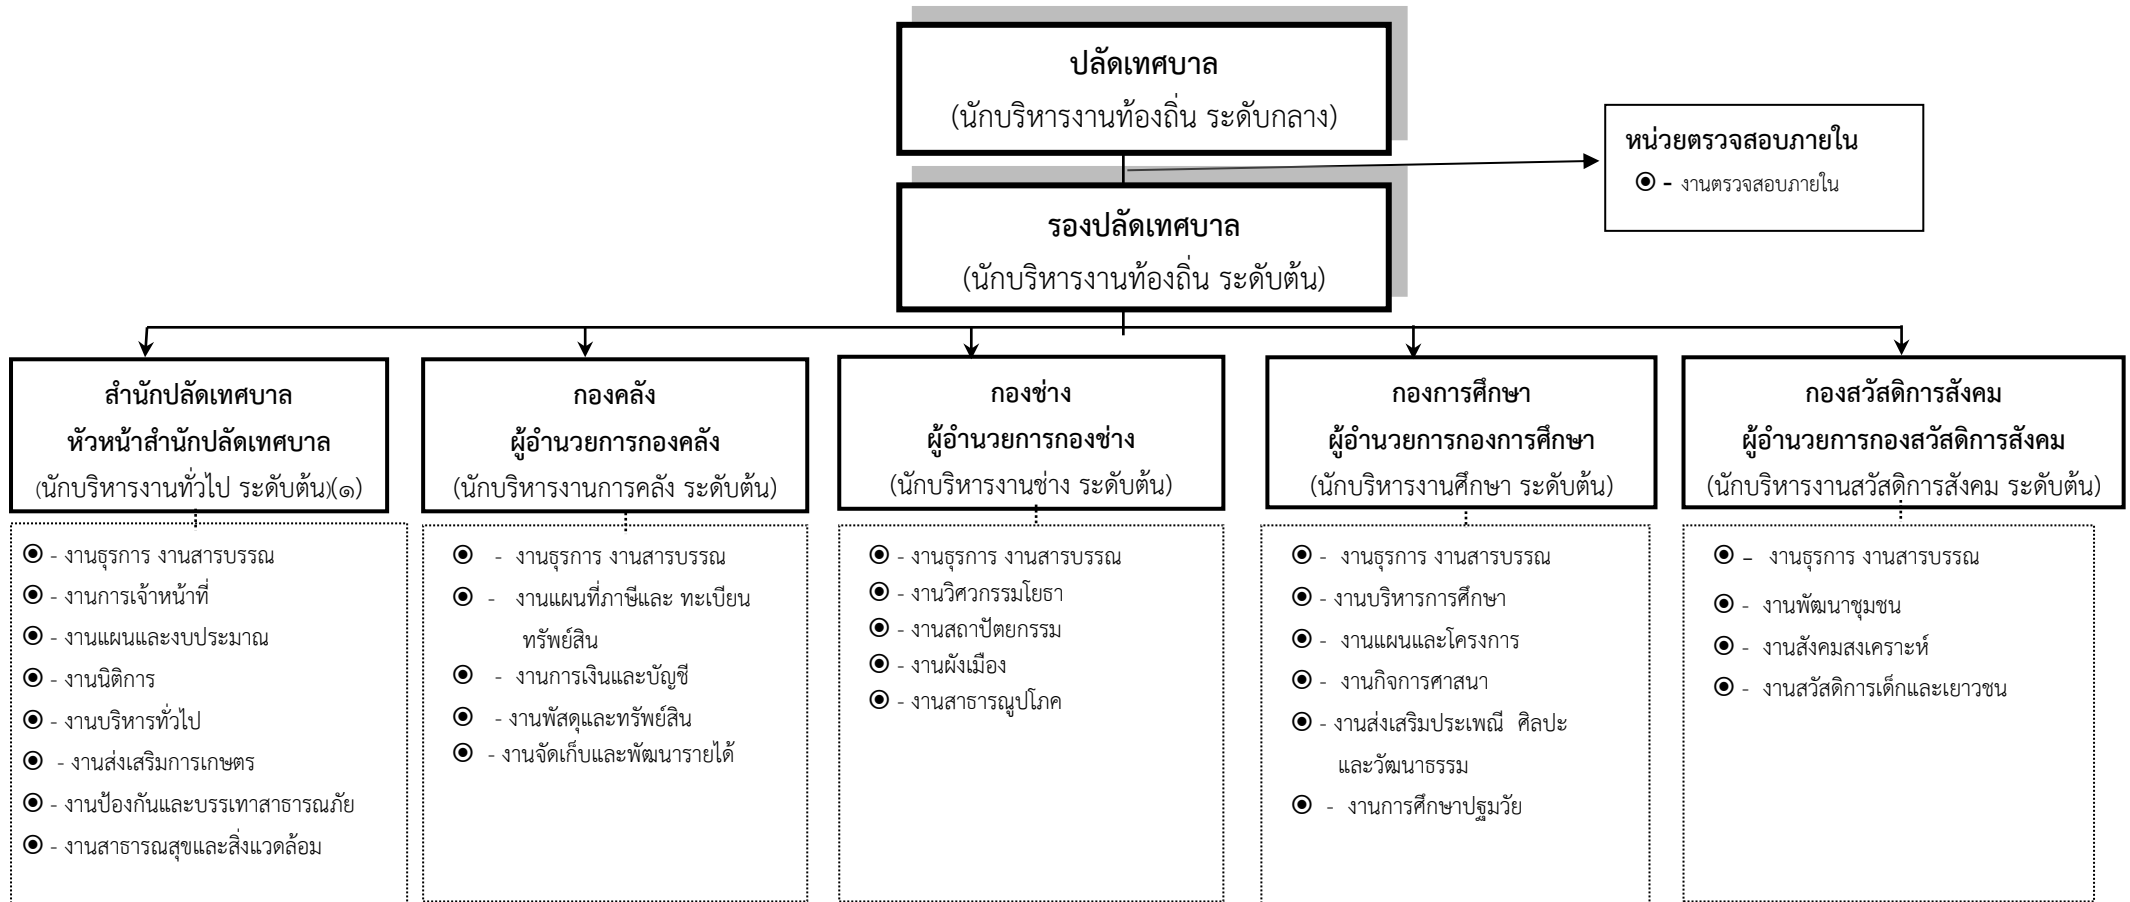 ปลัดเทศบาล
(นักบริหารงานท้องถิ่น ระดับกลาง)
หน่วยตรวจสอบภายใน
- งานตรวจสอบภายใน
รองปลัดเทศบาล
(นักบริหารงานท้องถิ่น ระดับต้น)
สำนักปลัดเทศบาล
หัวหน้าสำนักปลัดเทศบาล
(นักบริหารงานทั่วไป ระดับต้น)(๑)
- งานธุรการ งานสารบรรณ
- งานการเจ้าหน้าที่
- งานแผนและงบประมาณ
- งานนิติการ
- งานบริหารทั่วไป
- งานส่งเสริมการเกษตร
- งานป้องกันและบรรเทาสาธารณภัย
- งานสาธารณสุขและสิ่งแวดล้อม
กองคลัง
ผู้อำนวยการกองคลัง
(นักบริหารงานการคลัง ระดับต้น)
- งานธุรการ งานสารบรรณ
- งานแผนที่ภาษีและ ทะเบียน
ทรัพย์สิน
- งานการเงินและบัญชี
- งานพัสดุและทรัพย์สิน
- งานจัดเก็บและพัฒนารายได้
กองช่าง
ผู้อำนวยการกองช่าง
(นักบริหารงานช่าง ระดับต้น)
- งานธุรการ งานสารบรรณ
- งานวิศวกรรมโยธา
- งานสถาปัตยกรรม
- งานผังเมือง
- งานสาธารณูปโภค
กองการศึกษา
ผู้อำนวยการกองการศึกษา
(นักบริหารงานศึกษา ระดับต้น)
- งานธุรการ งานสารบรรณ
- งานบริหารการศึกษา
- งานแผนและโครงการ
- งานกิจการศาสนา
- งานส่งเสริมประเพณี ศิลปะ
และวัฒนาธรรม
- งานการศึกษาปฐมวัย
กองสวัสดิการสังคม
ผู้อำนวยการกองสวัสดิการสังคม
(นักบริหารงานสวัสดิการสังคม ระดับต้น)
– งานธุรการ งานสารบรรณ
- งานพัฒนาชุมชน
- งานสังคมสงเคราะห์
- งานสวัสดิการเด็กและเยาวชน